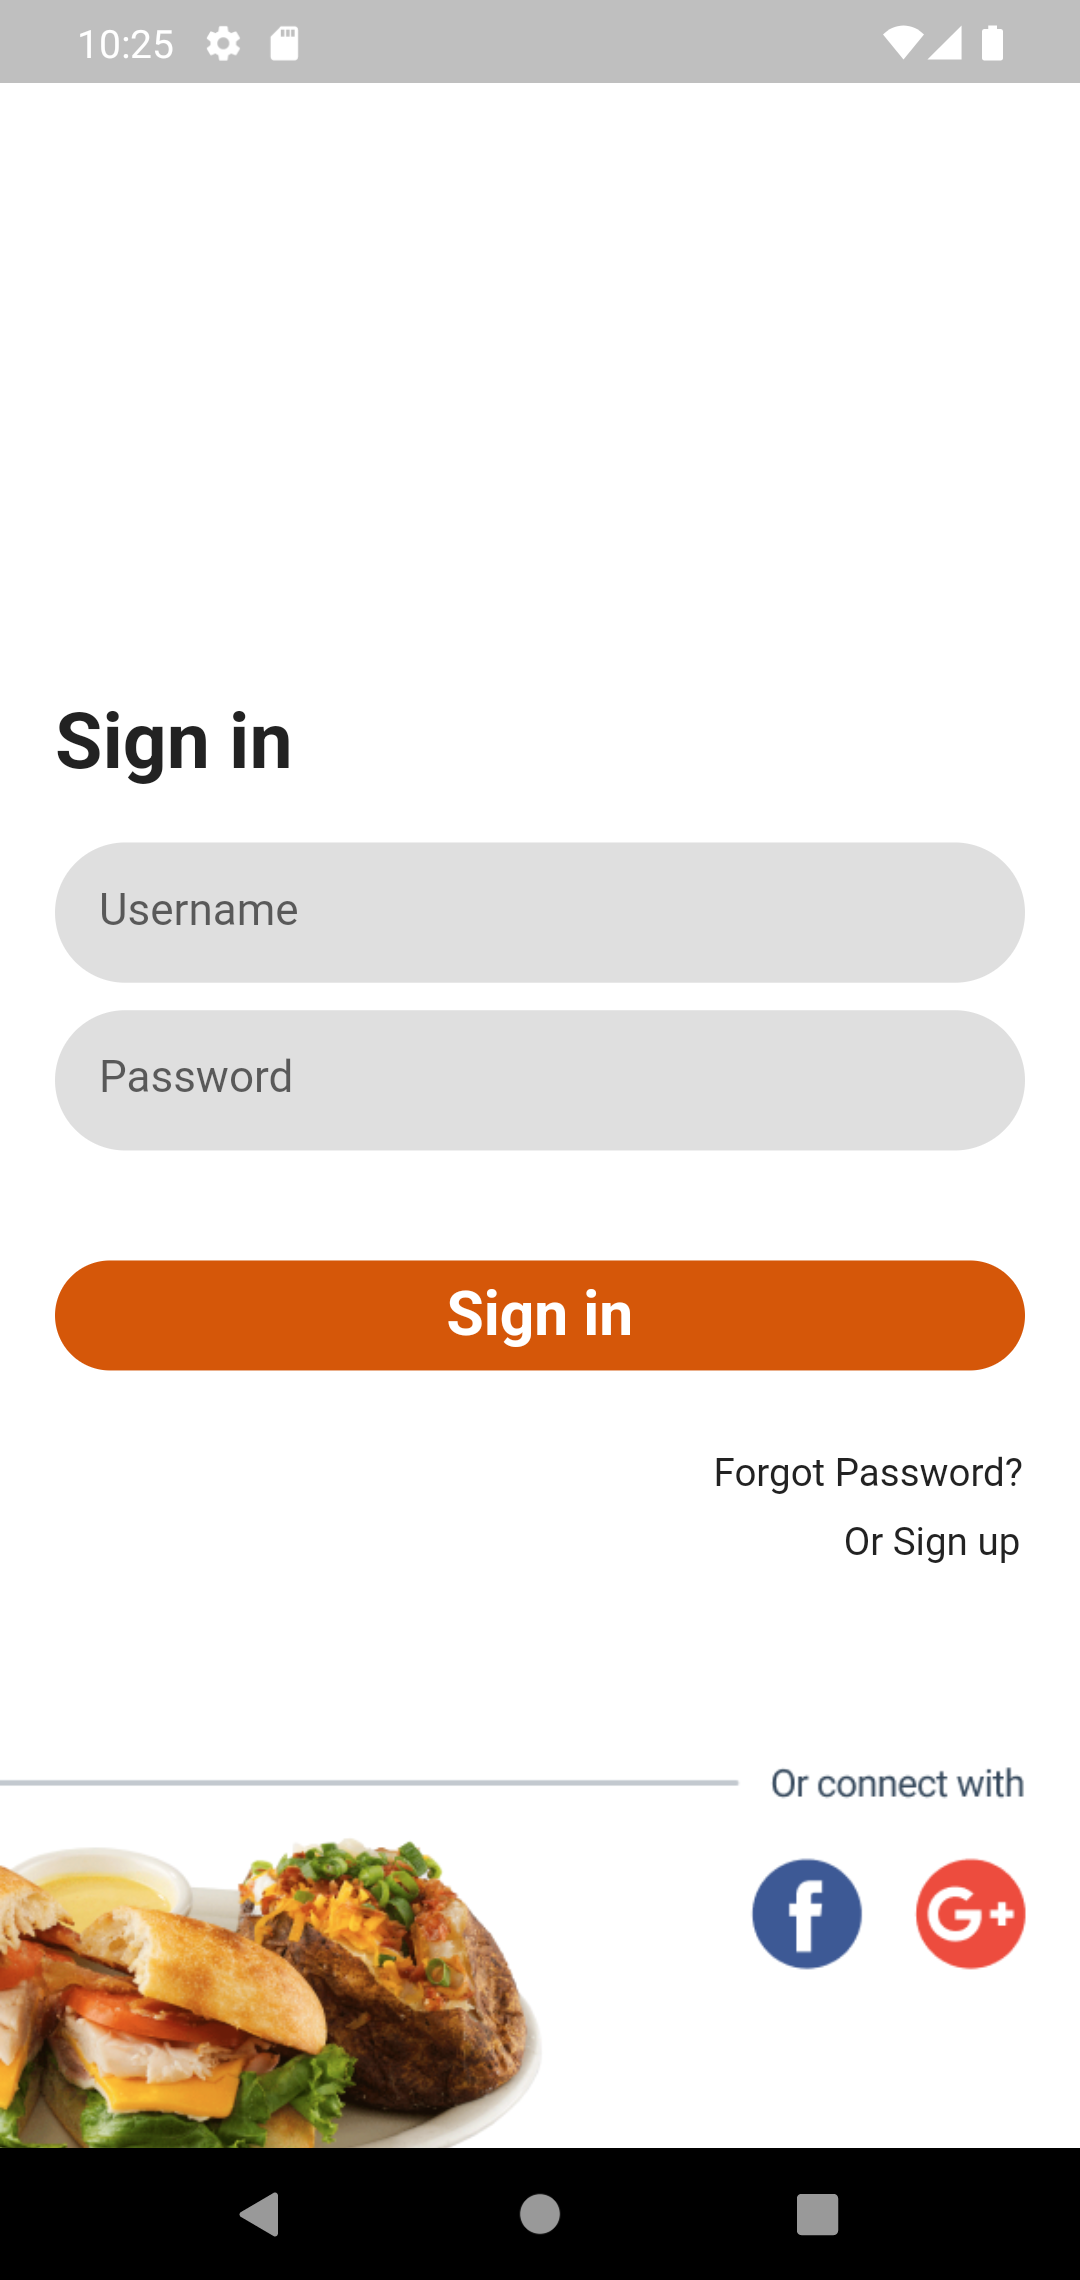 10:25
Sign in
Username
Password
Sign in
Forgot Password?
Or Sign up
Or connect with
f G+